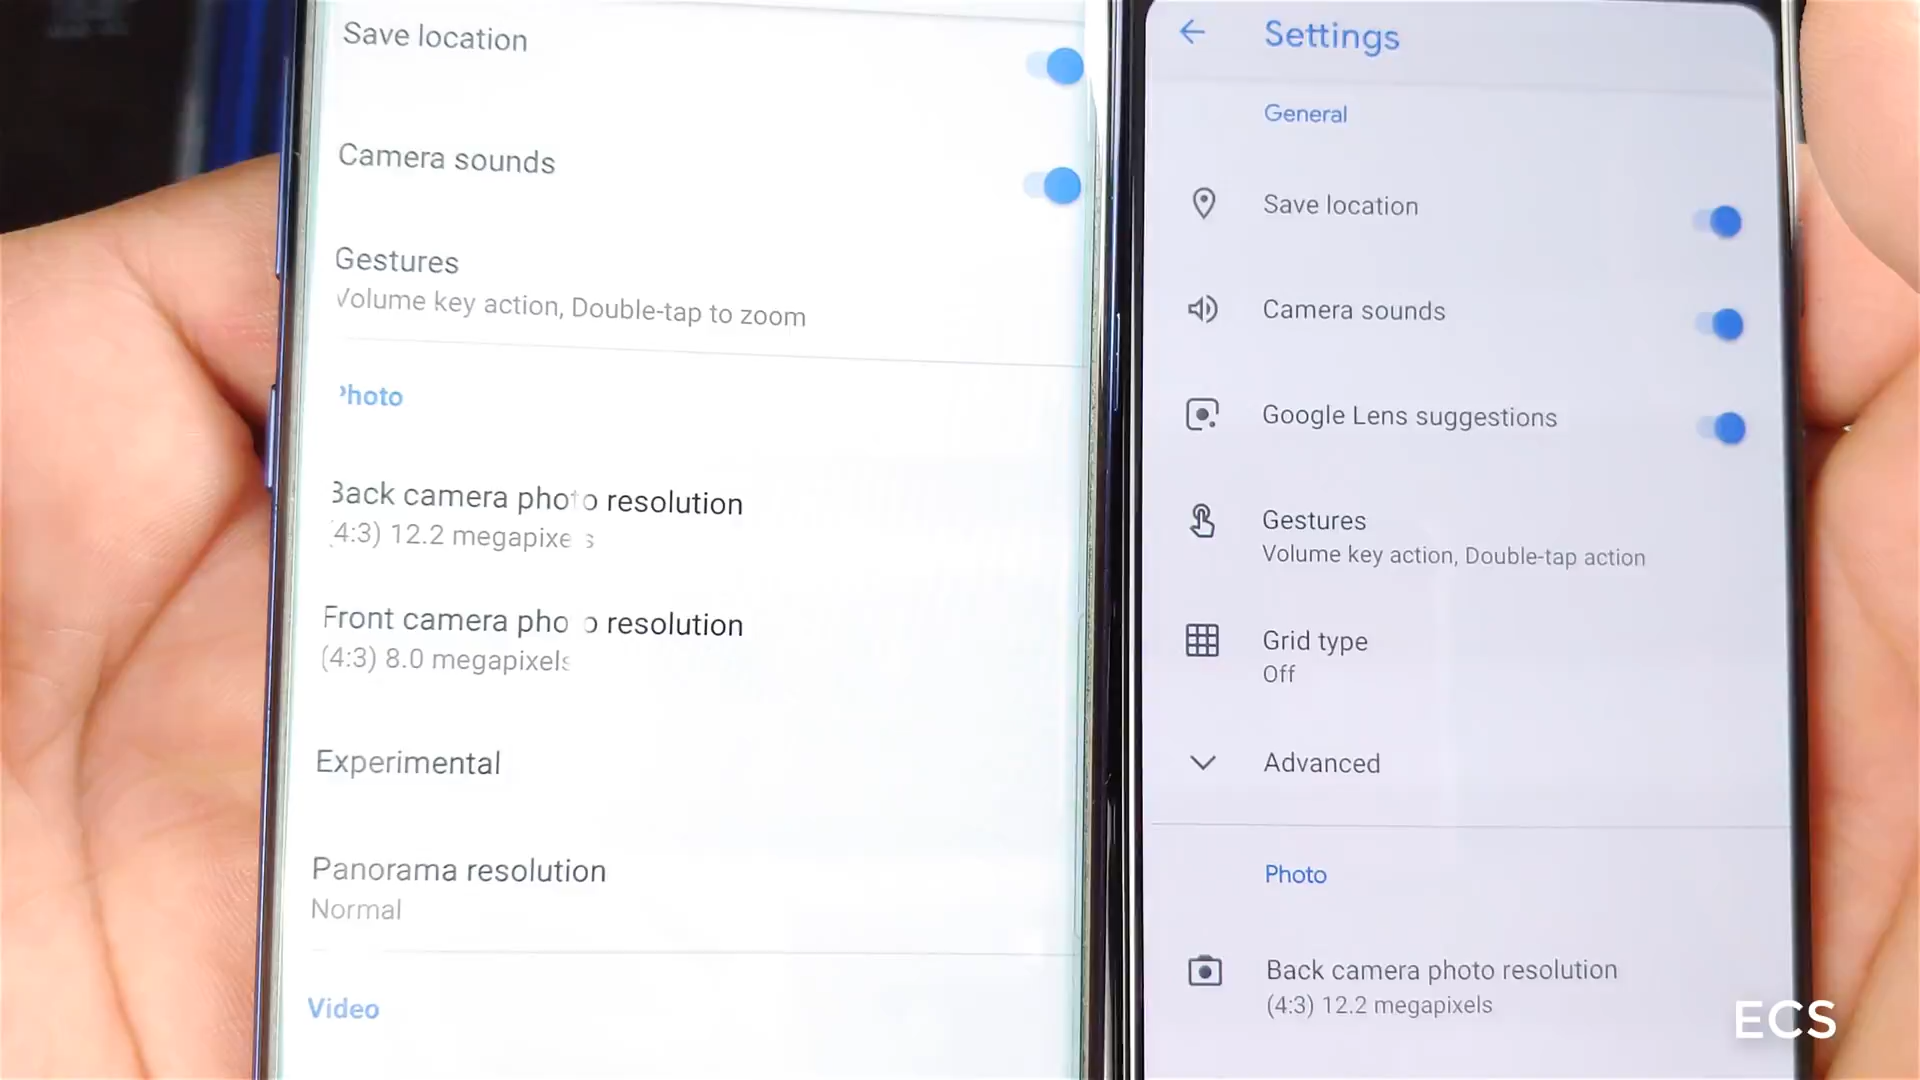 Save location
Camera sounds
Gestures
Volume key action, Double-tap to zoom
Photo
Back camera photo resolution
(4:3) 12.2 megapixels
Front camera photo resolution
(4:3) 8.0 megapixels
Experimental
Panorama resolution
Normal
Video
Settings
General
Save location
Camera sounds
Google Lens suggestions
Gestures
Volume key action, Double-tap action
Grid type
Off
Advanced
Photo
Back camera photo resolution
(4:3) 12.2 megapixels
ECS